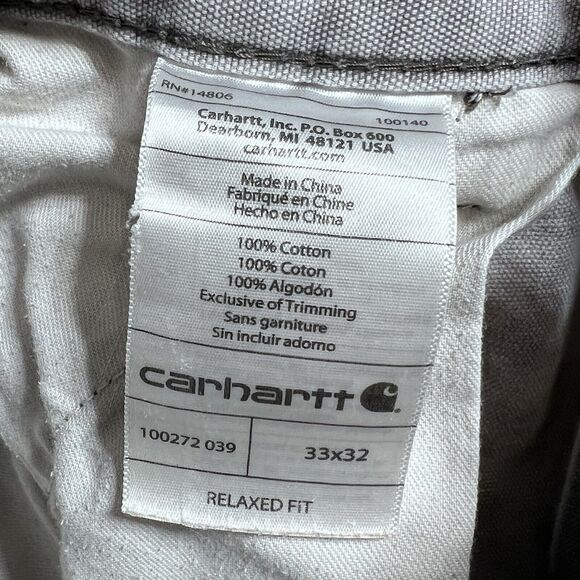 RN#14806 100140
Carhartt, Inc. P.O. Box 600
Dearborn, MI 48121 USA
carhartt.com
Made in China
Fabriqué en Chine
Hecho en China
100% Cotton
100% Coton
100% Algodón
Exclusive of Trimming
Sans garniture
Sin incluir adorno
carhartt
100272 039 33x32
RELAXED FIT